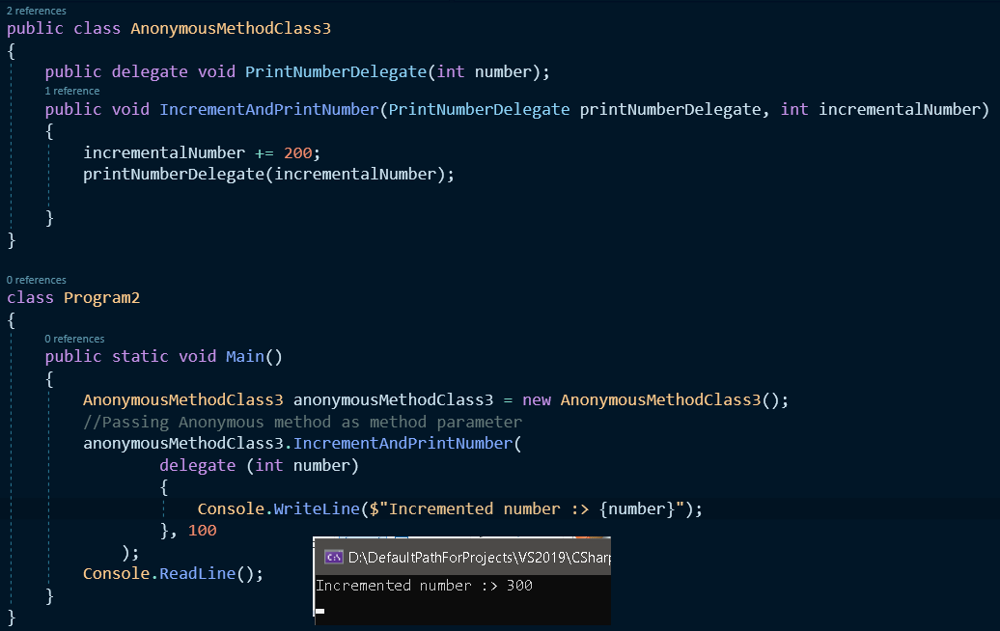 2 references
public class AnonymousMethodClass3
{
public delegate void PrintNumberDelegate(int number);
1 reference
public void IncrementAndPrintNumber(PrintNumberDelegate printNumberDelegate, int incrementalNumber)
{
incrementalNumber += 200;
printNumberDelegate(incrementalNumber);
}
}
0 references
class Program2
{
0 references
public static void Main()
{
AnonymousMethodClass3 anonymousMethodClass3 = new AnonymousMethodClass3();
//Passing Anonymous method as method parameter
anonymousMethodClass3.IncrementAndPrintNumber(
delegate (int number)
{
Console.WriteLine($"Incremented number :> {number}");
}, 100
);
Console.ReadLine();
}
}
C:\ D:\DefaultPathForProjects\VS2019\CShar
Incremented number :> 300